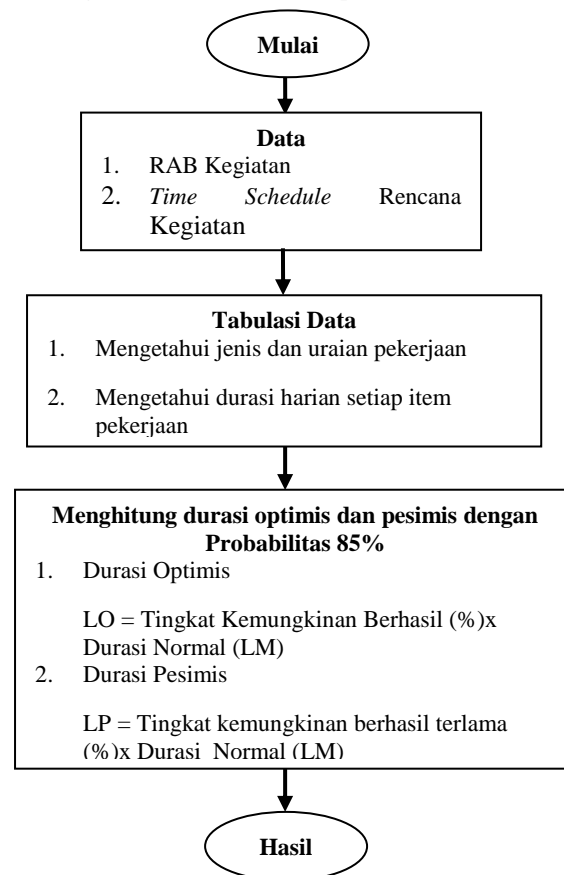 Mulai
Data
1. RAB Kegiatan
2. Time Schedule Rencana
Kegiatan
Tabulasi Data
1. Mengetahui jenis dan uraian pekerjaan
2. Mengetahui durasi harian setiap item
pekerjaan
Menghitung durasi optimis dan pesimis dengan
Probabilitas 85%
1. Durasi Optimis
LO = Tingkat Kemungkinan Berhasil (%)x
Durasi Normal (LM)
2. Durasi Pesimis
LP = Tingkat kemungkinan berhasil terlama
(%)x Durasi Normal (LM)
Hasil